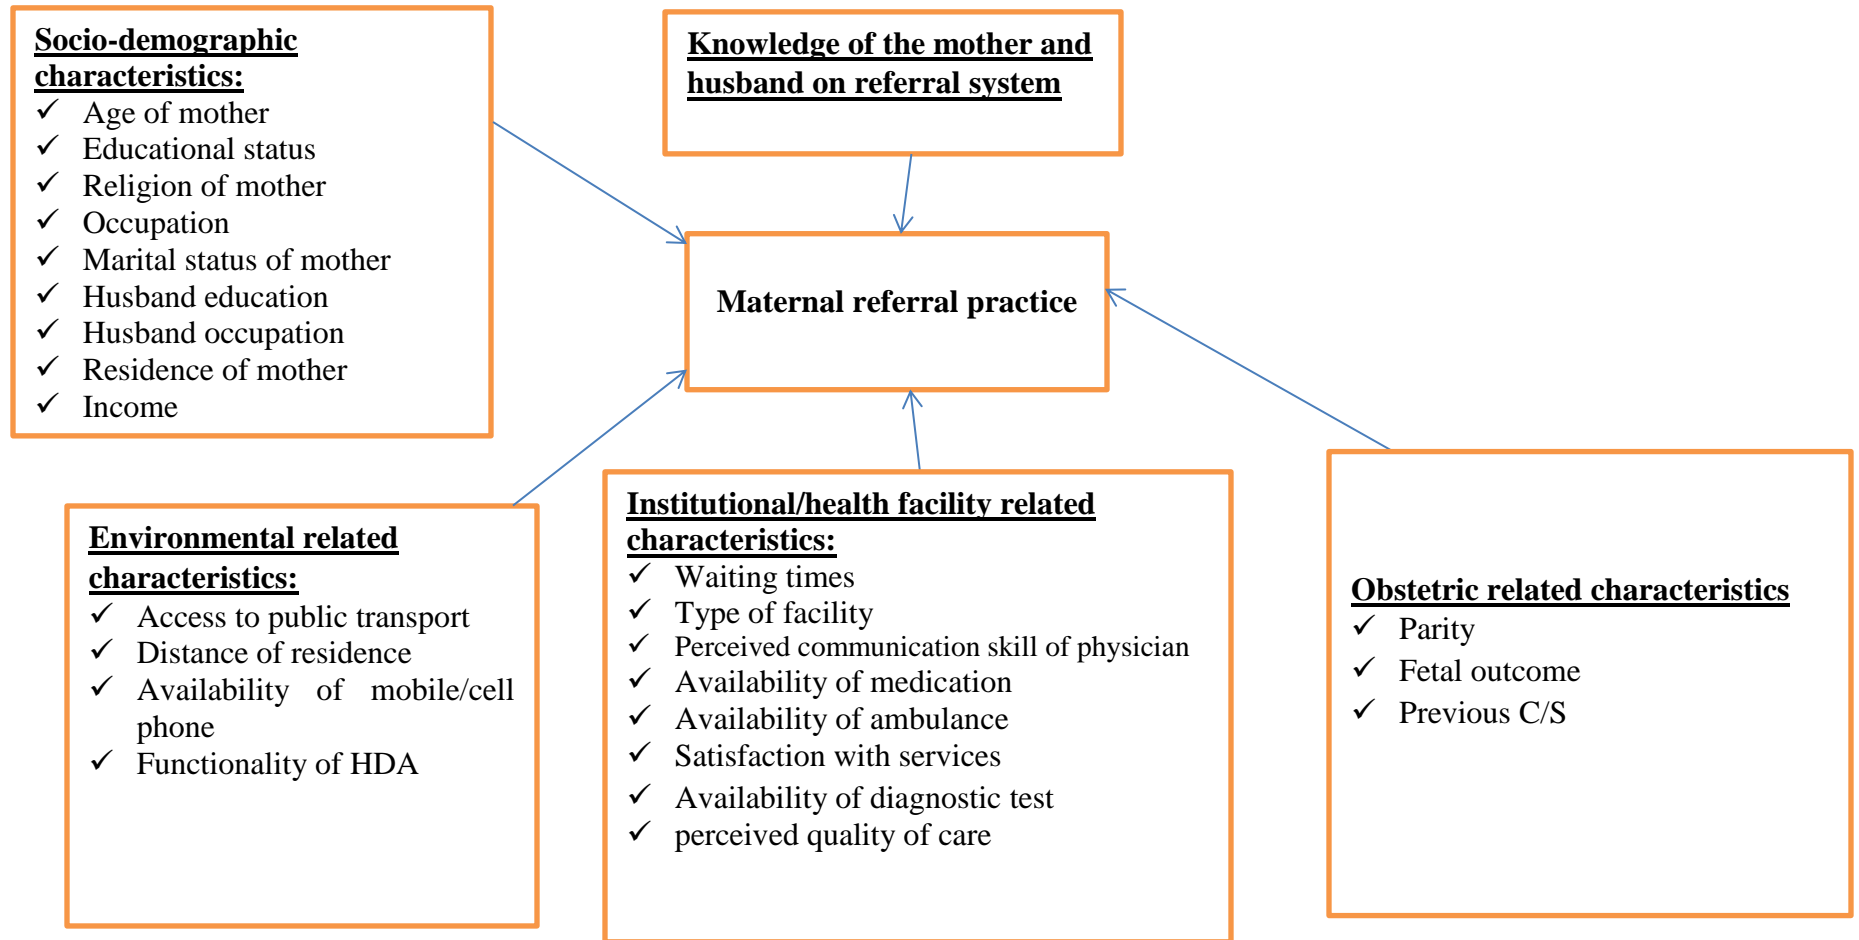 Socio-demographic
characteristics:
✓ Age of mother
✓ Educational status
✓ Religion of mother
✓ Occupation
✓ Marital status of mother
✓ Husband education
✓ Husband occupation
✓ Residence of mother
✓ Income
Knowledge of the mother and
husband on referral system
Maternal referral practice
Environmental related
characteristics:
✓ Access to public transport
✓ Distance of residence
✓ Availability of mobile/cell
phone
✓ Functionality of HDA
Institutional/health facility related
characteristics:
✓ Waiting times
✓ Type of facility
✓ Perceived communication skill of physician
✓ Availability of medication
✓ Availability of ambulance
✓ Satisfaction with services
✓ Availability of diagnostic test
✓ perceived quality of care
Obstetric related characteristics
✓ Parity
✓ Fetal outcome
✓ Previous C/S